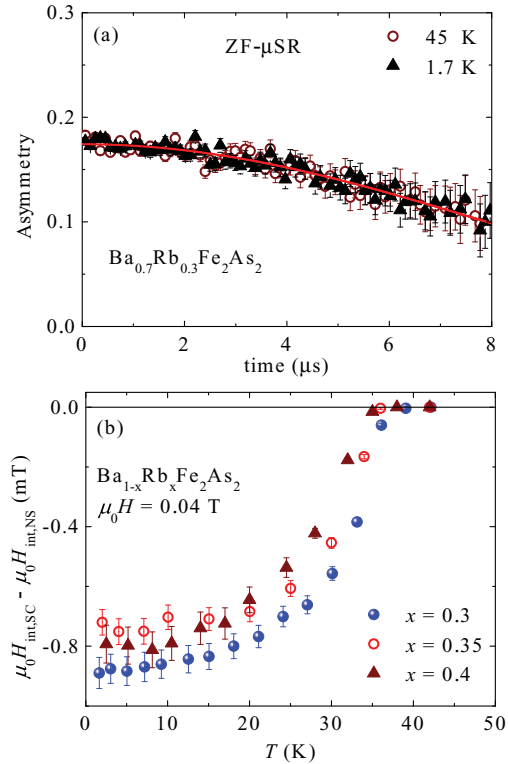 (a)
ZF-μSR
45 K
1.7 K
0.3
0.2
0.1
0.0
Asymmetry
Ba0.7Rb0.3Fe2As2
0 2 4 6 8
time (μs)
(b)
0.0
-0.4
-0.8
μ0Hint,SC - μ0Hint,NS (mT)
Ba1-xRbxFe2As2
μ0H = 0.04 T
x = 0.3
x = 0.35
x = 0.4
0 10 20 30 40 50
T (K)